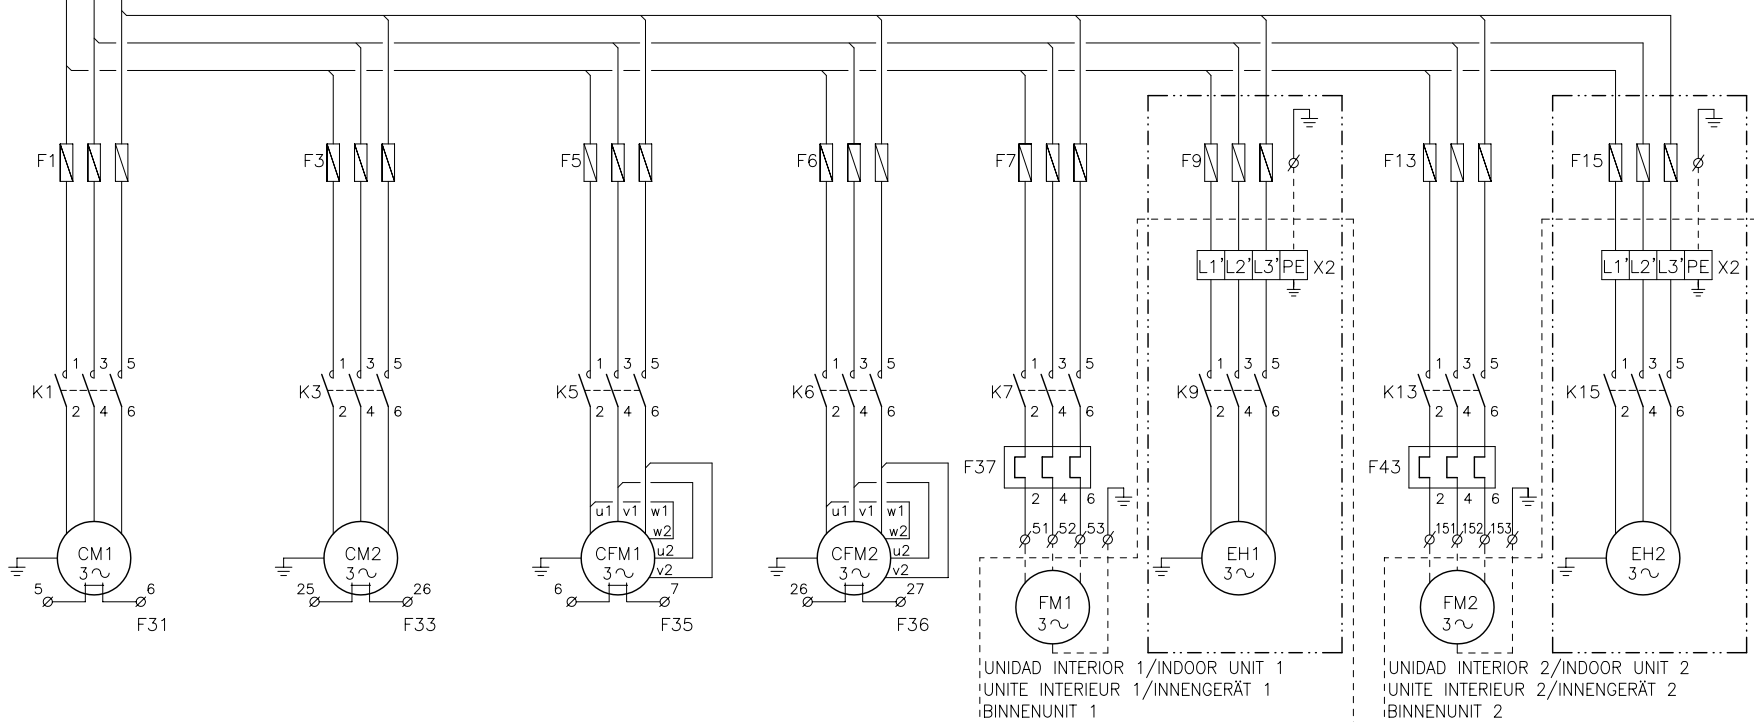 F1 F3 F5 F6 F7 F9 F13 F15
L1' L2' L3' PE X2 L1' L2' L3' PE X2
1 3 5 1 3 5 1 3 5 1 3 5 1 3 5 1 3 5 1 3 5 1 3 5
K1 K3 K5 K6 K7 K9 K13 K15
2 4 6 2 4 6 2 4 6 2 4 6 2 4 6 2 4 6 2 4 6 2 4 6
F37 F43
2 4 6 2 4 6
u1 v1 w1 u1 v1 w1
w2 w2
51 52 53 151 152 153
CM1 CM2 CFM1 u2 CFM2 u2 EH1 EH2
3~ 3~ 3~ v2 3~ v2 3~ 3~
5 6 25 26 6 7 26 27
FM1 FM2
F31 F33 F35 F36 3~ 3~
UNIDAD INTERIOR 1/INDOOR UNIT 1
UNITE INTERIEUR 1/INNENGERÄT 1
BINNENUNIT 1
UNIDAD INTERIOR 2/INDOOR UNIT 2
UNITE INTERIEUR 2/INNENGERÄT 2
BINNENUNIT 2